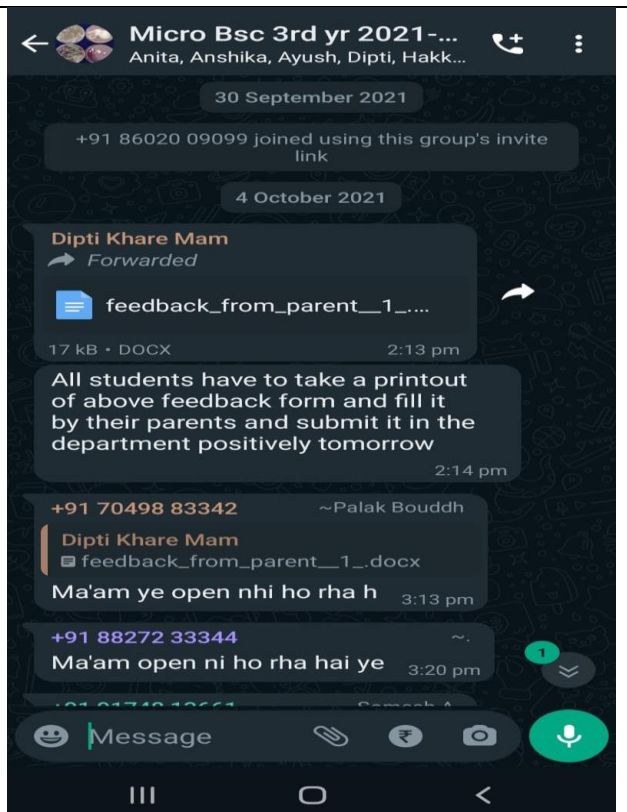 Micro Bsc 3rd yr 2021-...
Anita, Anshika, Ayush, Dipti, Hakk...
30 September 2021
+91 86020 09099 joined using this group's invite
link
4 October 2021
Dipti Khare Mam
Forwarded
feedback_from_parent__1_....
17 kB • DOCX 2:13 pm
All students have to take a printout
of above feedback form and fill it
by their parents and submit it in the
department positively tomorrow
2:14 pm
+91 70498 83342 ~Palak Bouddh
Dipti Khare Mam
feedback_from_parent__1_.docx
Ma'am ye open nhi ho rha h 3:13 pm
+91 88272 33344 ~.
Ma'am open ni ho rha hai ye 3:20 pm
1
Message